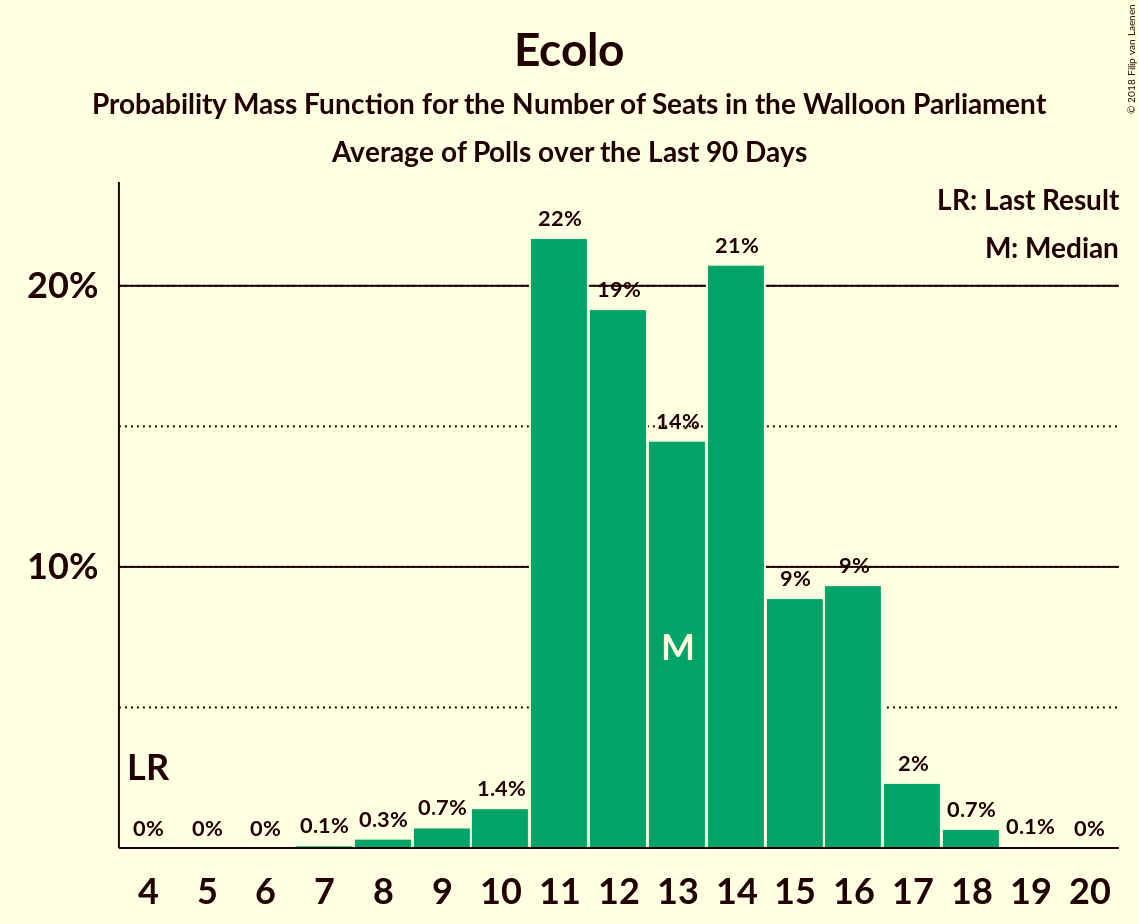 Ecolo
Probability Mass Function for the Number of Seats in the Walloon Parliament
Average of Polls over the Last 90 Days
© 2018 Filip van Laenen
LR: Last Result
M: Median
20%
10%
22%
19%
14%
21%
9%
9%
M
LR
0%
0%
0%
0.1%
0.3%
0.7%
1.4%
2%
0.7%
0.1%
0%
4 5 6 7 8 9 10 11 12 13 14 15 16 17 18 19 20